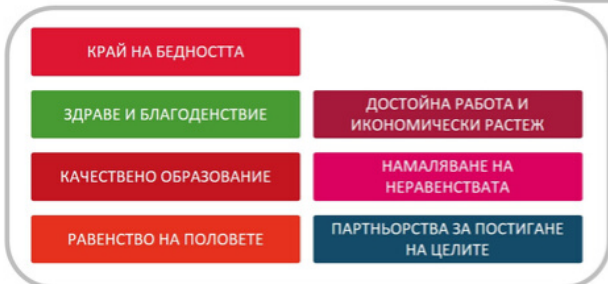 КРАЙ НА БЕДНОСТТА
ЗДРАВЕ И БЛАГОДЕНСТВИЕ
ДОСТОЙНА РАБОТА И
ИКОНОМИЧЕСКИ РАСТЕЖ
КАЧЕСТВЕНО ОБРАЗОВАНИЕ
НАМАЛЯВАНЕ НА
НЕРАВЕНСТВАТА
РАВЕНСТВО НА ПОЛОВЕТЕ
ПАРТНЬОРСТВА ЗА ПОСТИГАНЕ
НА ЦЕЛИТЕ